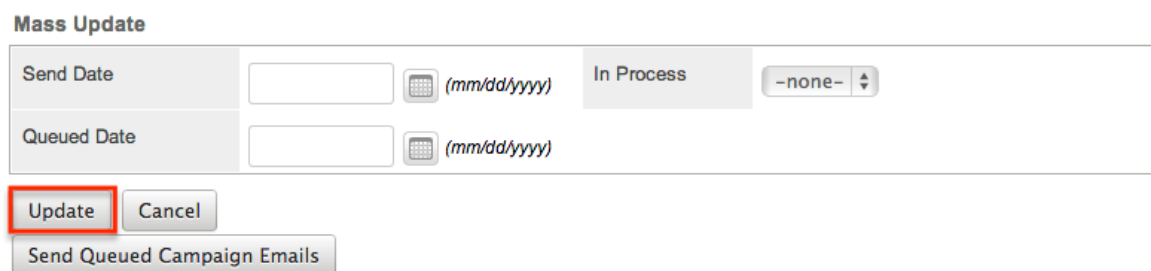 Mass Update
Send Date (mm/dd/yyyy) In Process -none-
Queued Date (mm/dd/yyyy)
Update Cancel
Send Queued Campaign Emails